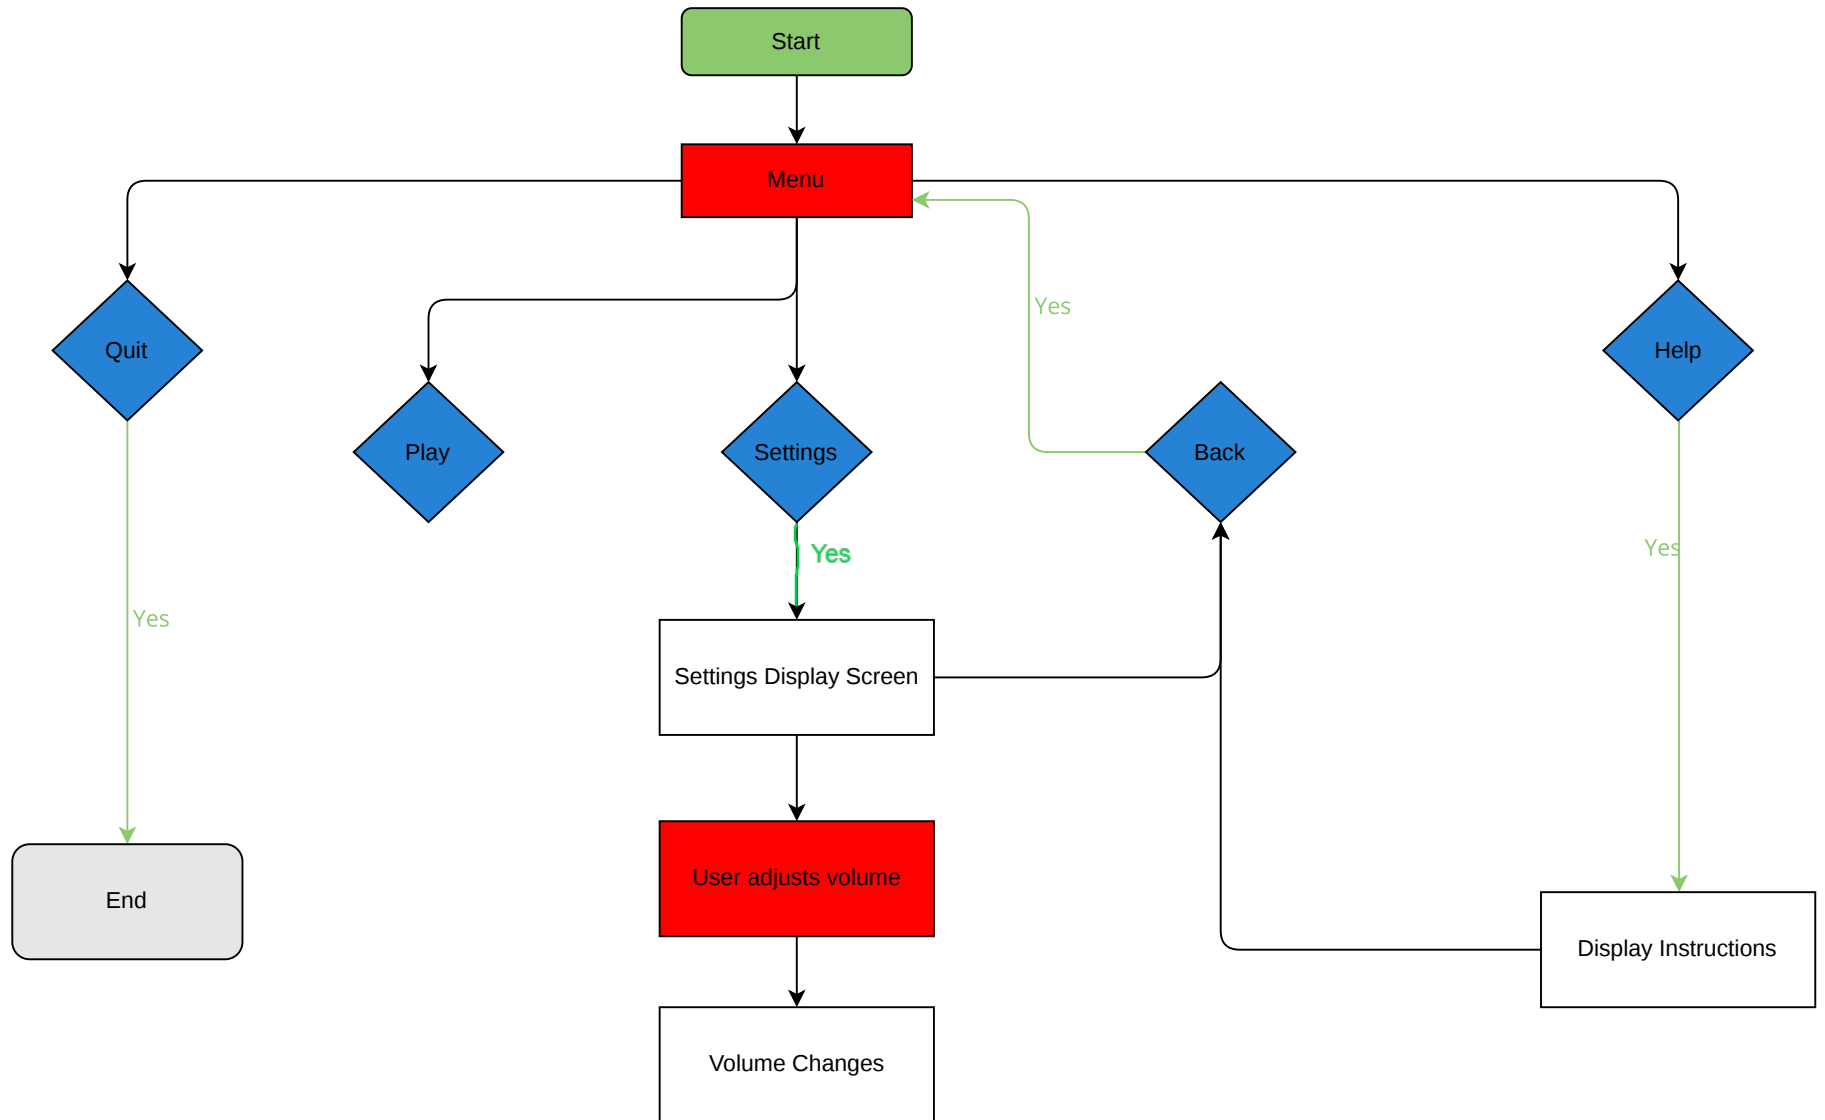 Start
Menu
Yes
Quit
Help
Play
Settings
Back
Yes
Yes
Yes
Settings Display Screen
User adjusts volume
End
Display Instructions
Volume Changes